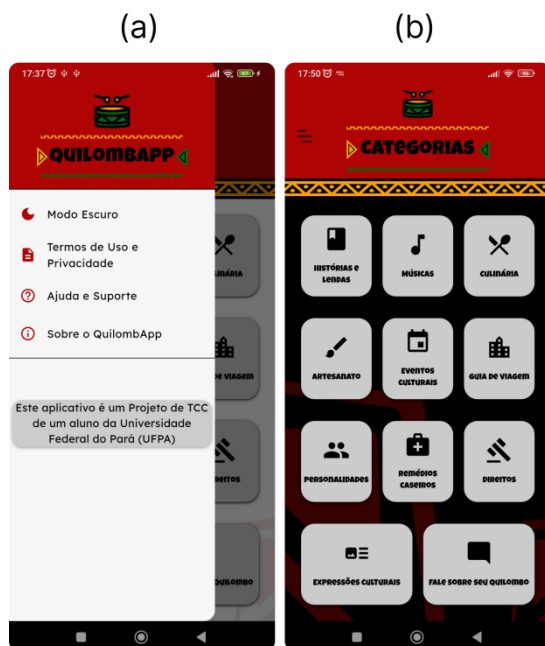 (a)
17:37
QUILOMBAPP
Modo Escuro
Termos de Uso e
Privacidade
Ajuda e Suporte
Sobre o QuilombApp
Este aplicativo é um Projeto de TCC
de um aluno da Universidade
Federal do Pará (UFPA)
(b)
17:50
CATEGORIAS
HISTÓRIAS E
LENDAS
MÚSICAS
CULINÁRIA
ARTESANATO
EVENTOS
CULTURAIS
GUIA DE VIAGEM
PERSONALIDADES
REMÉDIOS
CASEIROS
DIREITOS
EXPRESSÕES CULTURAIS
FALE SOBRE SEU QUILOMBO